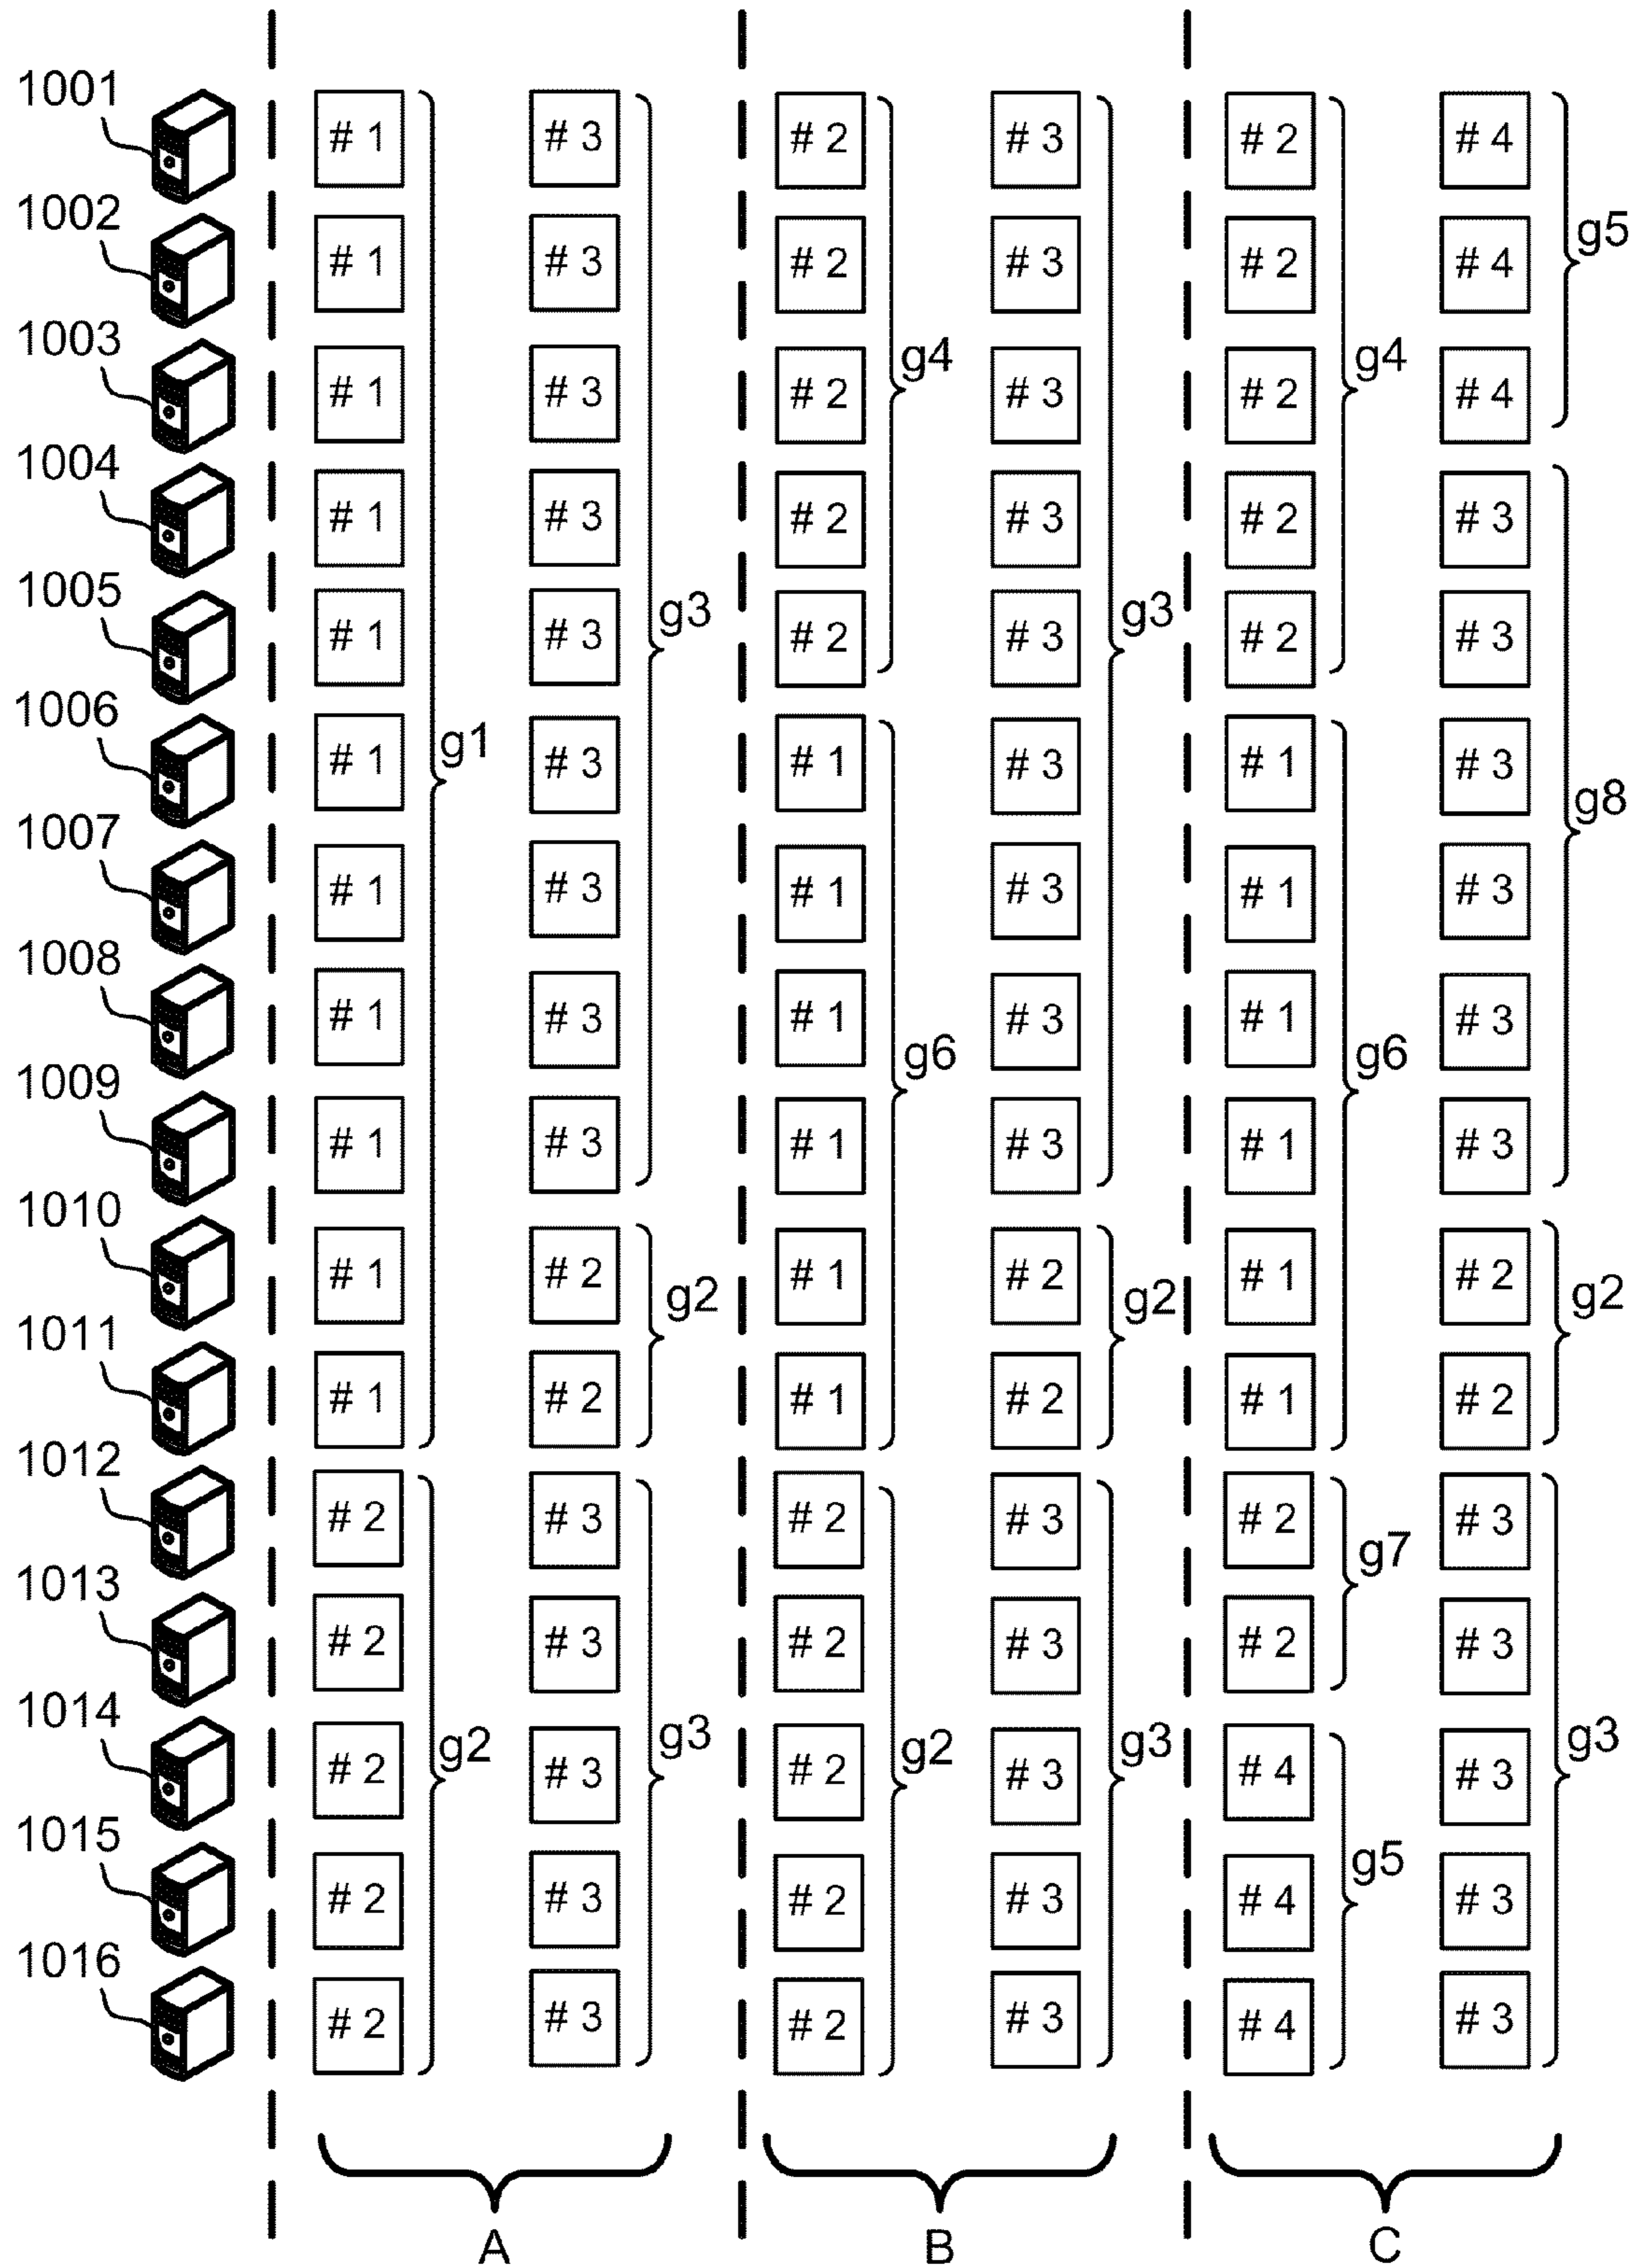 1001 # 1 # 3 # 2 # 3 # 2 # 4
1002 # 1 # 3 # 2 # 3 # 2 # 4 g5
1003 # 1 # 3 # 2 g4 # 3 # 2 g4 # 4
1004 # 1 # 3 # 2 # 3 # 2 # 3
1005 # 1 # 3 g3 # 2 # 3 g3 # 2 # 3
1006 # 1 g1 # 3 # 1 # 3 # 1 # 3 g8
1007 # 1 # 3 # 1 # 3 # 1 # 3
1008 # 1 # 3 # 1 g6 # 3 # 1 g6 # 3
1009 # 1 # 3 # 1 # 3 # 1 # 3
1010 # 1 # 2 g2 # 1 # 2 g2 # 1 # 2 g2
1011 # 1 # 2 # 1 # 2 # 1 # 2
1012 # 2 # 3 # 2 # 3 # 2 g7 # 3
1013 # 2 # 3 # 2 # 3 # 2 # 3
1014 # 2 g2 # 3 g3 # 2 g2 # 3 g3 # 4 # 3 g3
1015 # 2 # 3 # 2 # 3 # 4 g5 # 3
1016 # 2 # 3 # 2 # 3 # 4 # 3
A B C